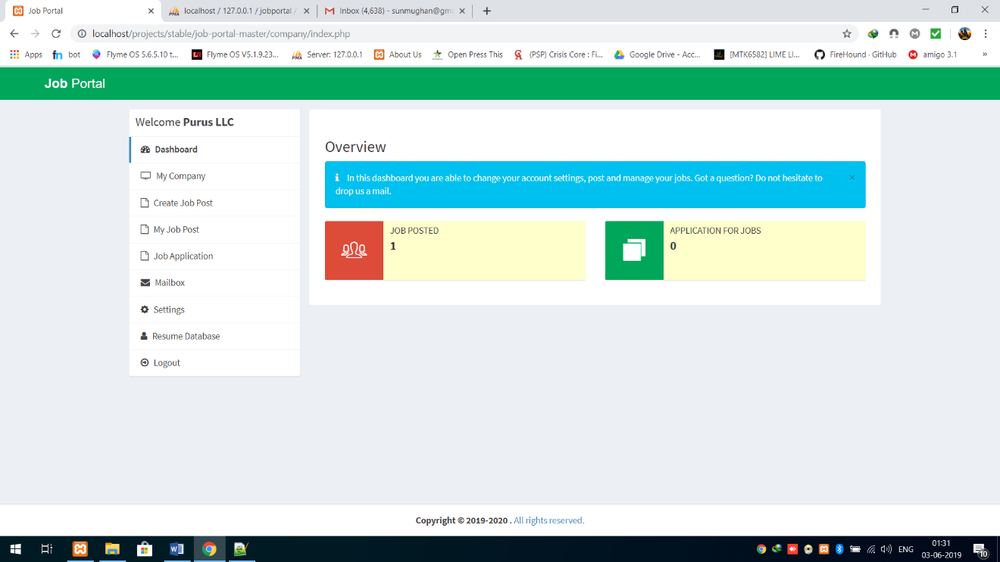 Job Portal
localhost / 127.0.0.1 / jobportal /
Inbox (4,638) - sunmughan@gm
localhost/projects/stable/job-portal-master/company/index.php
Apps
bot
Flyme OS 5.6.5.10 t...
Flyme OS V5.1.9.23...
Server: 127.0.0.1
About Us
Open Press This
(PSP) Crisis Core : Fi...
Google Drive - Acc...
[MTK6582] LIME LI...
FireHound · GitHub
amigo 3.1
»
Job Portal
Welcome Purus LLC
Dashboard
My Company
Create Job Post
My Job Post
Job Application
Mailbox
Settings
Resume Database
Logout
Overview
In this dashboard you are able to change your account settings, post and manage your jobs. Got a question? Do not hesitate to
drop us a mail.
×
JOB POSTED
1
APPLICATION FOR JOBS
0
Copyright © 2019-2020 . All rights reserved.
ENG
01:31
03-06-2019
10